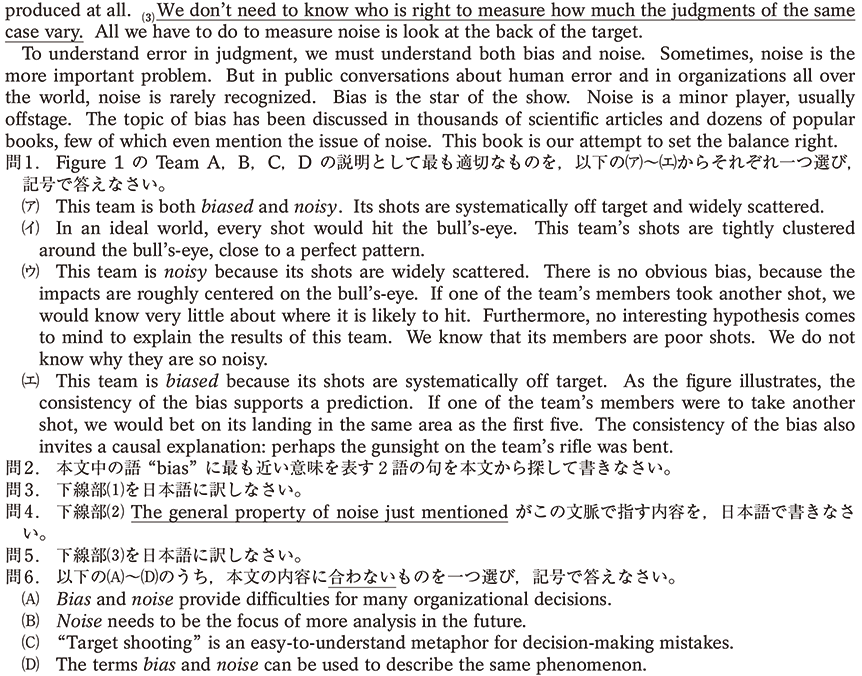 produced at all. (3)We don't need to know who is right to measure how much the judgments of the same
case vary. All we have to do to measure noise is look at the back of the target.
To understand error in judgment, we must understand both bias and noise. Sometimes, noise is the
more important problem. But in public conversations about human error and in organizations all over
the world, noise is rarely recognized. Bias is the star of the show. Noise is a minor player, usually
offstage. The topic of bias has been discussed in thousands of scientific articles and dozens of popular
books, few of which even mention the issue of noise. This book is our attempt to set the balance right.
問1. Figure 1 の Team A, B, C, D の説明として最も適切なものを，以下の(ア)～(エ)からそれぞれ一つ選び，
記号で答えなさい。
(ア) This team is both biased and noisy. Its shots are systematically off target and widely scattered.
(イ) In an ideal world, every shot would hit the bull's-eye. This team's shots are tightly clustered
around the bull's-eye, close to a perfect pattern.
(ウ) This team is noisy because its shots are widely scattered. There is no obvious bias, because the
impacts are roughly centered on the bull's-eye. If one of the team's members took another shot, we
would know very little about where it is likely to hit. Furthermore, no interesting hypothesis comes
to mind to explain the results of this team. We know that its members are poor shots. We do not
know why they are so noisy.
(エ) This team is biased because its shots are systematically off target. As the figure illustrates, the
consistency of the bias supports a prediction. If one of the team's members were to take another
shot, we would bet on its landing in the same area as the first five. The consistency of the bias also
invites a causal explanation: perhaps the gunsight on the team's rifle was bent.
問2. 本文中の語 “bias” に最も近い意味を表す2語の句を本文から探して書きなさい。
問3. 下線部(1)を日本語に訳しなさい。
問4. 下線部(2) The general property of noise just mentioned がこの文脈で指す内容を，日本語で書きなさ
い。
問5. 下線部(3)を日本語に訳しなさい。
問6. 以下の(A)～(D)のうち，本文の内容に合わないものを一つ選び，記号で答えなさい。
(A) Bias and noise provide difficulties for many organizational decisions.
(B) Noise needs to be the focus of more analysis in the future.
(C) “Target shooting” is an easy-to-understand metaphor for decision-making mistakes.
(D) The terms bias and noise can be used to describe the same phenomenon.